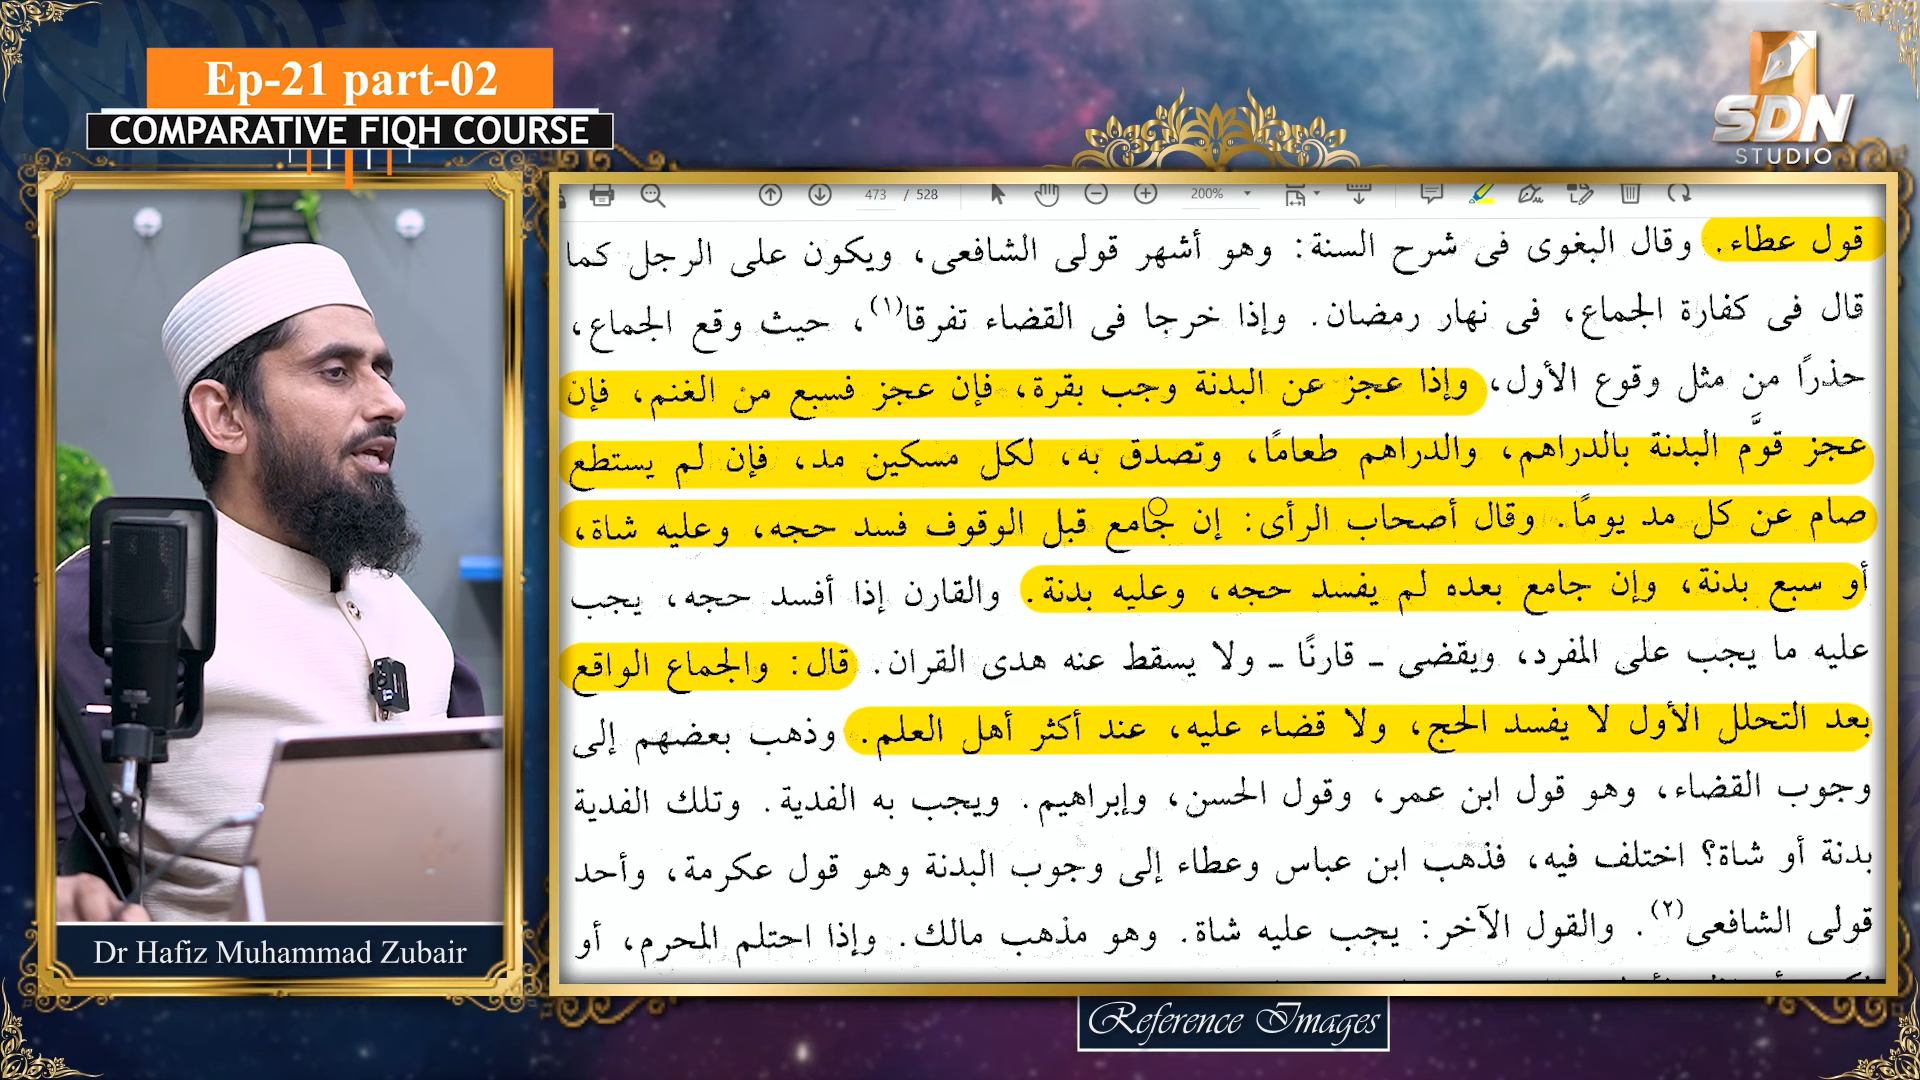 Ep-21 part-02
COMPARATIVE FIQH COURSE
SDN
STUDIO
473 / 528
200%
قول عطاء. وقال البغوى فى شرح السنة: وهو أشهر قولى الشافعى، ويكون على الرجل كما
قال فى كفارة الجماع، فى نهار رمضان. وإذا خرجا فى القضاء تفرقا(١)، حيث وقع الجماع،
حذرًا من مثل وقوع الأول، وإذا عجز عن البدنة وجب بقرة، فإن عجز فسبع من الغنم، فإن
عجز قوَّم البدنة بالدراهم، والدراهم طعامًا، وتصدق به، لكل مسكين مد، فإن لم يستطع
صام عن كل مد يومًا. وقال أصحاب الرأى: إن جامع قبل الوقوف فسد حجه، وعليه شاة،
أو سبع بدنة، وإن جامع بعده لم يفسد حجه، وعليه بدنة. والقارن إذا أفسد حجه، يجب
عليه ما يجب على المفرد، ويقضى ـ قارنًا ـ ولا يسقط عنه هدى القران. قال: والجماع الواقع
بعد التحلل الأول لا يفسد الحج، ولا قضاء عليه، عند أكثر أهل العلم. وذهب بعضهم إلى
وجوب القضاء، وهو قول ابن عمر، وقول الحسن، وإبراهيم. ويجب به الفدية. وتلك الفدية
بدنة أو شاة؟ اختلف فيه، فذهب ابن عباس وعطاء إلى وجوب البدنة وهو قول عكرمة، وأحد
قولى الشافعى(٢). والقول الآخر: يجب عليه شاة. وهو مذهب مالك. وإذا احتلم المحرم، أو
Dr Hafiz Muhammad Zubair
Reference Images